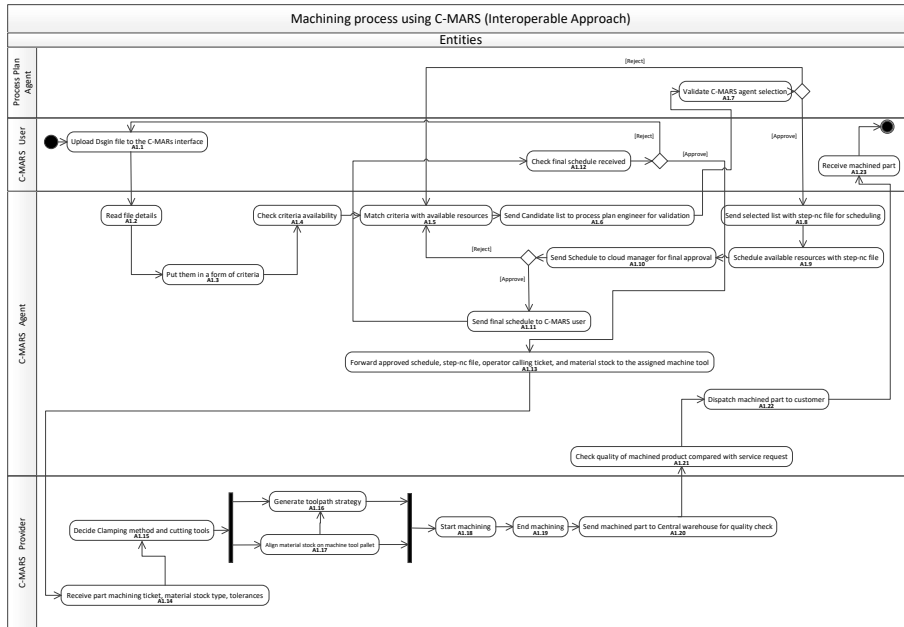 Machining process using C-MARS (Interoperable Approach)
Entities
Process Plan
Agent
[Reject]
Validate C-MARS agent selection
A1.7
C-MARS User
Upload Dsgin file to the C-MARs interface
A1.1
[Reject]
[Approve]
[Approve]
Check final schedule received
A1.12
Receive machined part
A1.23
C-MARS Agent
Read file details
A1.2
Check criteria availability
A1.4
Match criteria with available resources
A1.5
Send Candidate list to process plan engineer for validation
A1.6
Send selected list with step-nc file for scheduling
A1.8
Put them in a form of criteria
A1.3
[Reject]
Send Schedule to cloud manager for final approval
A1.10
Schedule available resources with step-nc file
A1.9
[Approve]
Send final schedule to C-MARS user
A1.11
Forward approved schedule, step-nc file, operator calling ticket, and material stock to the assigned machine tool
A1.13
Dispatch machined part to customer
A1.22
Check quality of machined product compared with service request
A1.21
C-MARS Provider
Generate toolpath strategy
A1.16
Decide Clamping method and cutting tools
A1.15
Align material stock on machine tool pallet
A1.17
Start machining
A1.18
End machining
A1.19
Send machined part to Central warehouse for quality check
A1.20
Receive part machining ticket, material stock type, tolerances
A1.14